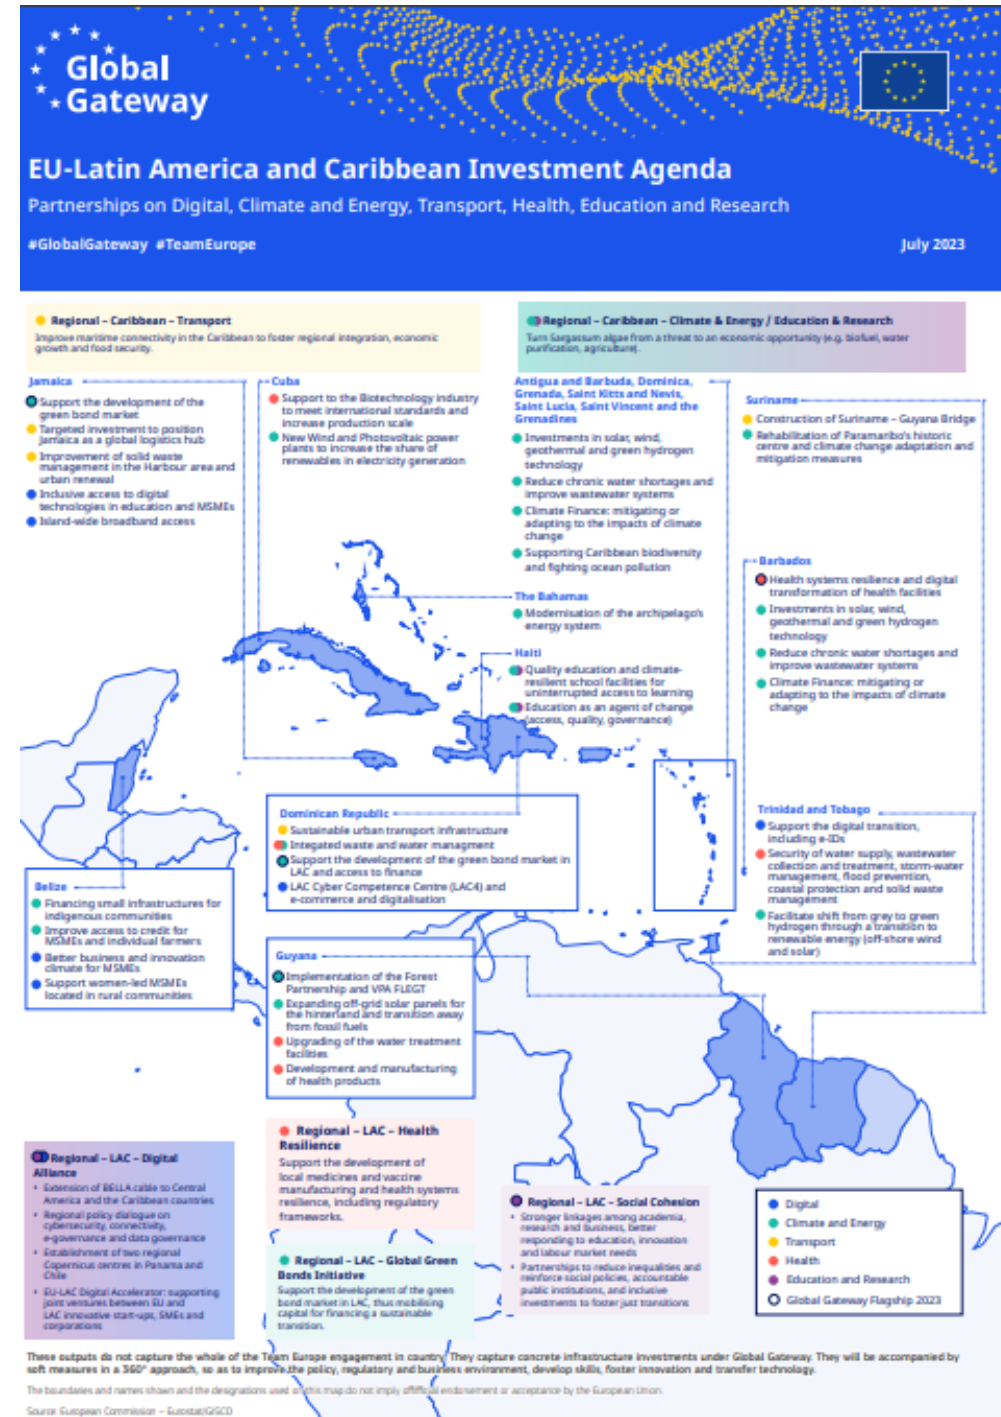 Global
Gateway
EU-Latin America and Caribbean Investment Agenda
Partnerships on Digital, Climate and Energy, Transport, Health, Education and Research
#GlobalGateway #TeamEurope
July 2023
Regional – Caribbean – Transport
Improve maritime connectivity in the Caribbean to foster regional integration, economic
growth and food security.
Regional – Caribbean – Climate & Energy / Education & Research
Turn Sargassum algae from a threat to an economic opportunity (e.g. biofuel, water
purification, agriculture).
Jamaica
Support the development of the
green bond market
Targeted investment to position
Jamaica as a global logistics hub
Improvement of solid waste
management in the Harbour area and
urban renewal
Inclusive access to digital
technologies in education and MSMEs
Island-wide broadband access
Cuba
Support to the Biotechnology industry
to meet international standards and
increase production scale
New Wind and Photovoltaic power
plants to increase the share of
renewables in electricity generation
Antigua and Barbuda, Dominica,
Grenada, Saint Kitts and Nevis,
Saint Lucia, Saint Vincent and the
Grenadines
Investments in solar, wind,
geothermal and green hydrogen
technology
Reduce chronic water shortages and
improve wastewater systems
Climate Finance: mitigating or
adapting to the impacts of climate
change
Supporting Caribbean biodiversity
and fighting ocean pollution
The Bahamas
Modernisation of the archipelago's
energy system
Haiti
Quality education and climate-
resilient school facilities for
uninterrupted access to learning
Education as an agent of change
(access, quality, governance)
Suriname
Construction of Suriname – Guyana Bridge
Rehabilitation of Paramaribo's historic
centre and climate change adaptation and
mitigation measures
Barbados
Health systems resilience and digital
transformation of health facilities
Investments in solar, wind,
geothermal and green hydrogen
technology
Reduce chronic water shortages and
improve wastewater systems
Climate Finance: mitigating or
adapting to the impacts of climate
change
Trinidad and Tobago
Support the digital transition,
including e-IDs
Security of water supply, wastewater
collection and treatment, storm-water
management, flood prevention,
coastal protection and solid waste
management
Facilitate shift from grey to green
hydrogen through a transition to
renewable energy (off-shore wind
and solar)
Dominican Republic
Sustainable urban transport infrastructure
Integated waste and water managment
Support the development of the green bond market in
LAC and access to finance
LAC Cyber Competence Centre (LAC4) and
e-commerce and digitalisation
Belize
Financing small infrastructures for
indigenous communities
Improve access to credit for
MSMEs and individual farmers
Better business and innovation
climate for MSMEs
Support women-led MSMEs
located in rural communities
Guyana
Implementation of the Forest
Partnership and VPA FLEGT
Expanding off-grid solar panels for
the hinterland and transition away
from fossil fuels
Upgrading of the water treatment
facilities
Development and manufacturing
of health products
Regional – LAC – Digital
Alliance
• Extension of BELLA cable to Central
America and the Caribbean countries
• Regional policy dialogue on
cybersecurity, connectivity,
e-governance and data governance
• Establishment of two regional
Copernicus centres in Panama and
Chile
• EU-LAC Digital Accelerator: supporting
joint ventures between EU and
LAC innovative start-ups, SMEs and
corporations
Regional – LAC – Health
Resilience
Support the development of
local medicines and vaccine
manufacturing and health systems
resilience, including regulatory
frameworks.
Regional – LAC – Global Green
Bonds Initiative
Support the development of the green
bond market in LAC, thus mobilising
capital for financing a sustainable
transition.
Regional – LAC – Social Cohesion
• Stronger linkages among academia,
research and business, better
responding to education, innovation
and labour market needs
• Partnerships to reduce inequalities and
reinforce social policies, accountable
public institutions, and inclusive
investments to foster just transitions
Digital
Climate and Energy
Transport
Health
Education and Research
Global Gateway Flagship 2023
These outputs do not capture the whole of the Team Europe engagement in country. They capture concrete infrastructure investments under Global Gateway. They will be accompanied by
soft measures in a 360° approach, so as to improve the policy, regulatory and business environment, develop skills, foster innovation and transfer technology.
The boundaries and names shown and the designations used on this map do not imply official endorsement or acceptance by the European Union.
Source: European Commission – Eurostat/GISCO